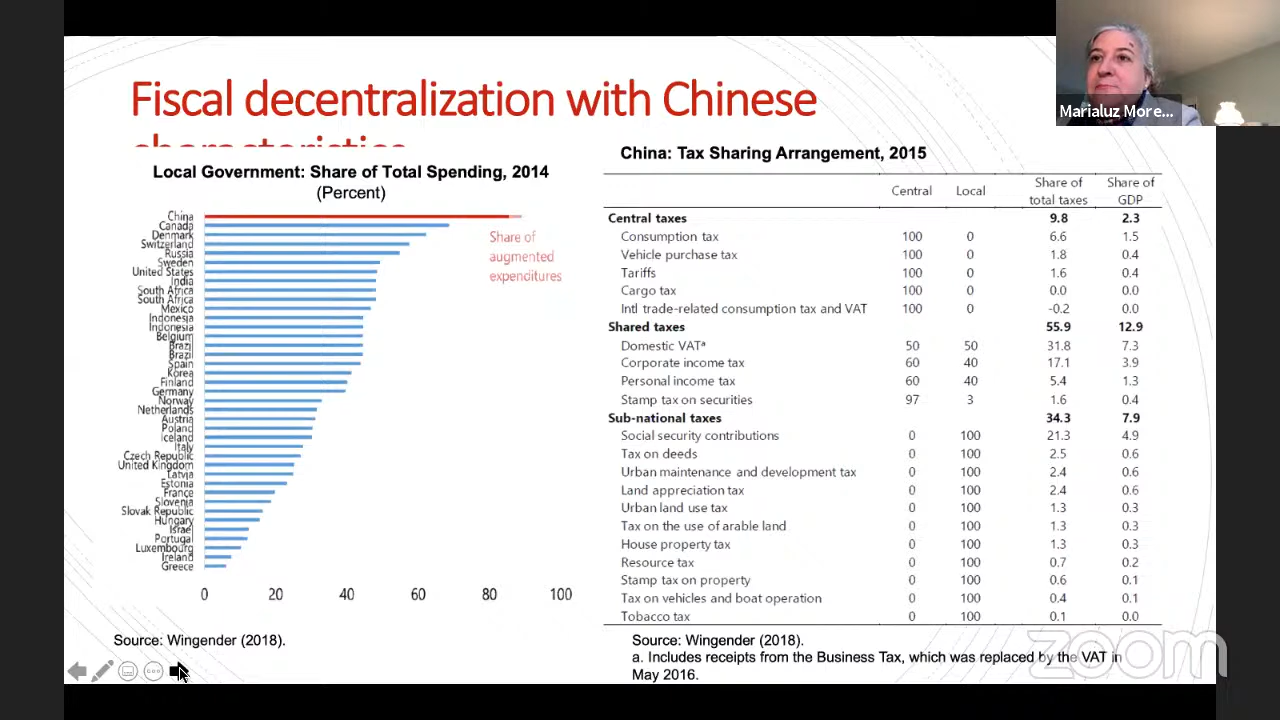 Fiscal decentralization with Chinese
characteristics
Marialuz More...
Local Government: Share of Total Spending, 2014
(Percent)
China
Canada
Denmark
Switzerland
Russia
Sweden
United States
India
South Africa
South Africa
Mexico
Indonesia
Indonesia
Belgium
Brazil
Brazil
Spain
Korea
Finland
Germany
Norway
Netherlands
Austria
Poland
Iceland
Italy
Czech Republic
United Kingdom
Latvia
Estonia
France
Slovenia
Slovak Republic
Hungary
Israel
Portugal
Luxembourg
Ireland
Greece
Share of
augmented
expenditures
0 20 40 60 80 100
Source: Wingender (2018).
China: Tax Sharing Arrangement, 2015
Central Local Share of total taxes Share of GDP
Central taxes 9.8 2.3
Consumption tax 100 0 6.6 1.5
Vehicle purchase tax 100 0 1.8 0.4
Tariffs 100 0 1.6 0.4
Cargo tax 100 0 0.0 0.0
Intl trade-related consumption tax and VAT 100 0 -0.2 0.0
Shared taxes 55.9 12.9
Domestic VATᵃ 50 50 31.8 7.3
Corporate income tax 60 40 17.1 3.9
Personal income tax 60 40 5.4 1.3
Stamp tax on securities 97 3 1.6 0.4
Sub-national taxes 34.3 7.9
Social security contributions 0 100 21.3 4.9
Tax on deeds 0 100 2.5 0.6
Urban maintenance and development tax 0 100 2.4 0.6
Land appreciation tax 0 100 2.4 0.6
Urban land use tax 0 100 1.3 0.3
Tax on the use of arable land 0 100 1.3 0.3
House property tax 0 100 1.3 0.3
Resource tax 0 100 0.7 0.2
Stamp tax on property 0 100 0.6 0.1
Tax on vehicles and boat operation 0 100 0.4 0.1
Tobacco tax 0 100 0.1 0.0
Source: Wingender (2018).
a. Includes receipts from the Business Tax, which was replaced by the VAT in
May 2016.
zoom